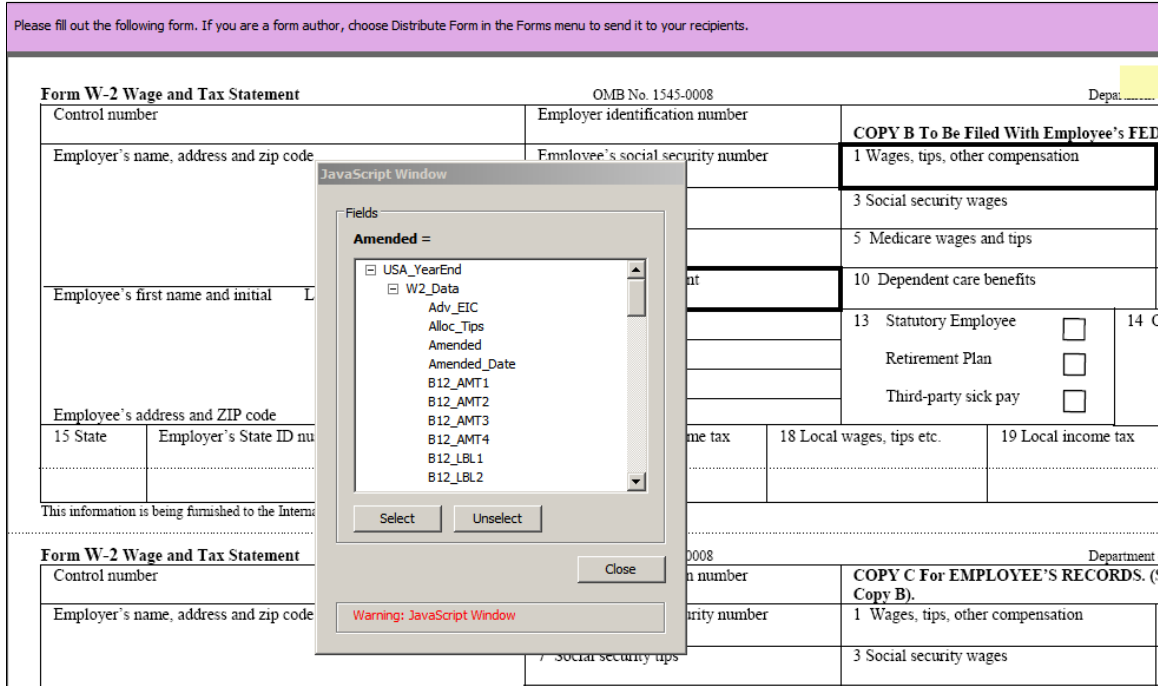 Please fill out the following form. If you are a form author, choose Distribute Form in the Forms menu to send it to your recipients.
Form W-2 Wage and Tax Statement OMB No. 1545-0008
Control number Employer identification number
COPY B To Be Filed With Employee's FED
Employer's name, address and zip code Employee's social security number 1 Wages, tips, other compensation
3 Social security wages
5 Medicare wages and tips
10 Dependent care benefits
Employee's first name and initial
13 Statutory Employee 14
Retirement Plan
Third-party sick pay
Employee's address and ZIP code
15 State Employer's State ID 18 Local wages, tips etc. 19 Local income tax
This information is being furnished to the
JavaScript Window
Fields
Amended =
USA_YearEnd
W2_Data
Adv_EIC
Alloc_Tips
Amended
Amended_Date
B12_AMT1
B12_AMT2
B12_AMT3
B12_AMT4
B12_LBL1
B12_LBL2
Select Unselect
Close
Warning: JavaScript Window
Form W-2 Wage and Tax Statement 0008 Department
Control number number COPY C For EMPLOYEE'S RECORDS.
Copy B).
Employer's name, address and zip code number 1 Wages, tips, other compensation
7 Social security tips 3 Social security wages